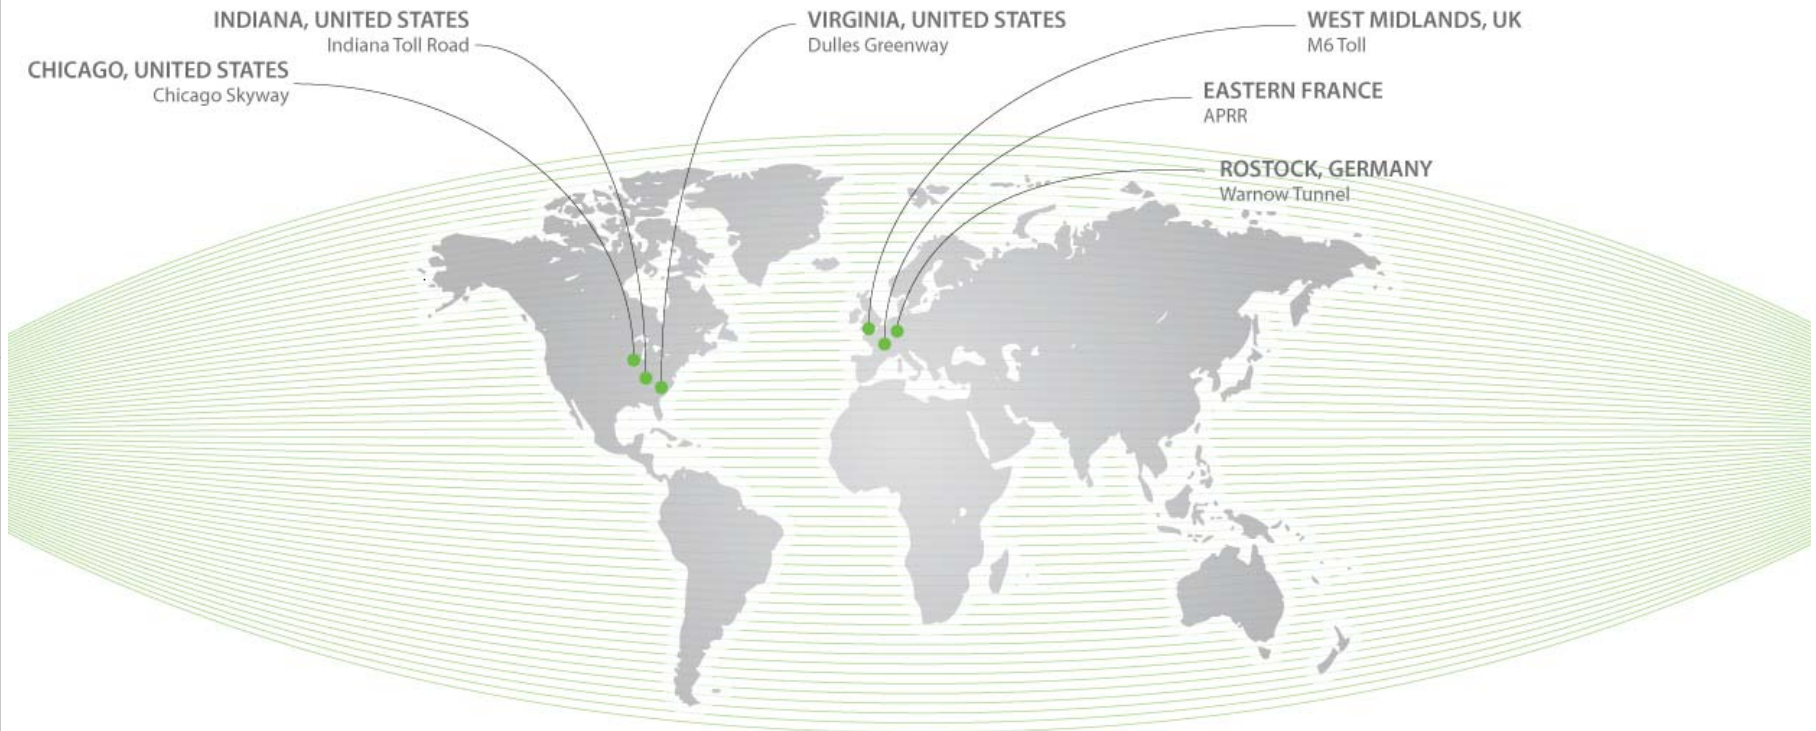 INDIANA, UNITED STATES
Indiana Toll Road
CHICAGO, UNITED STATES
Chicago Skyway
VIRGINIA, UNITED STATES
Dulles Greenway
WEST MIDLANDS, UK
M6 Toll
EASTERN FRANCE
APRR
ROSTOCK, GERMANY
Warnow Tunnel